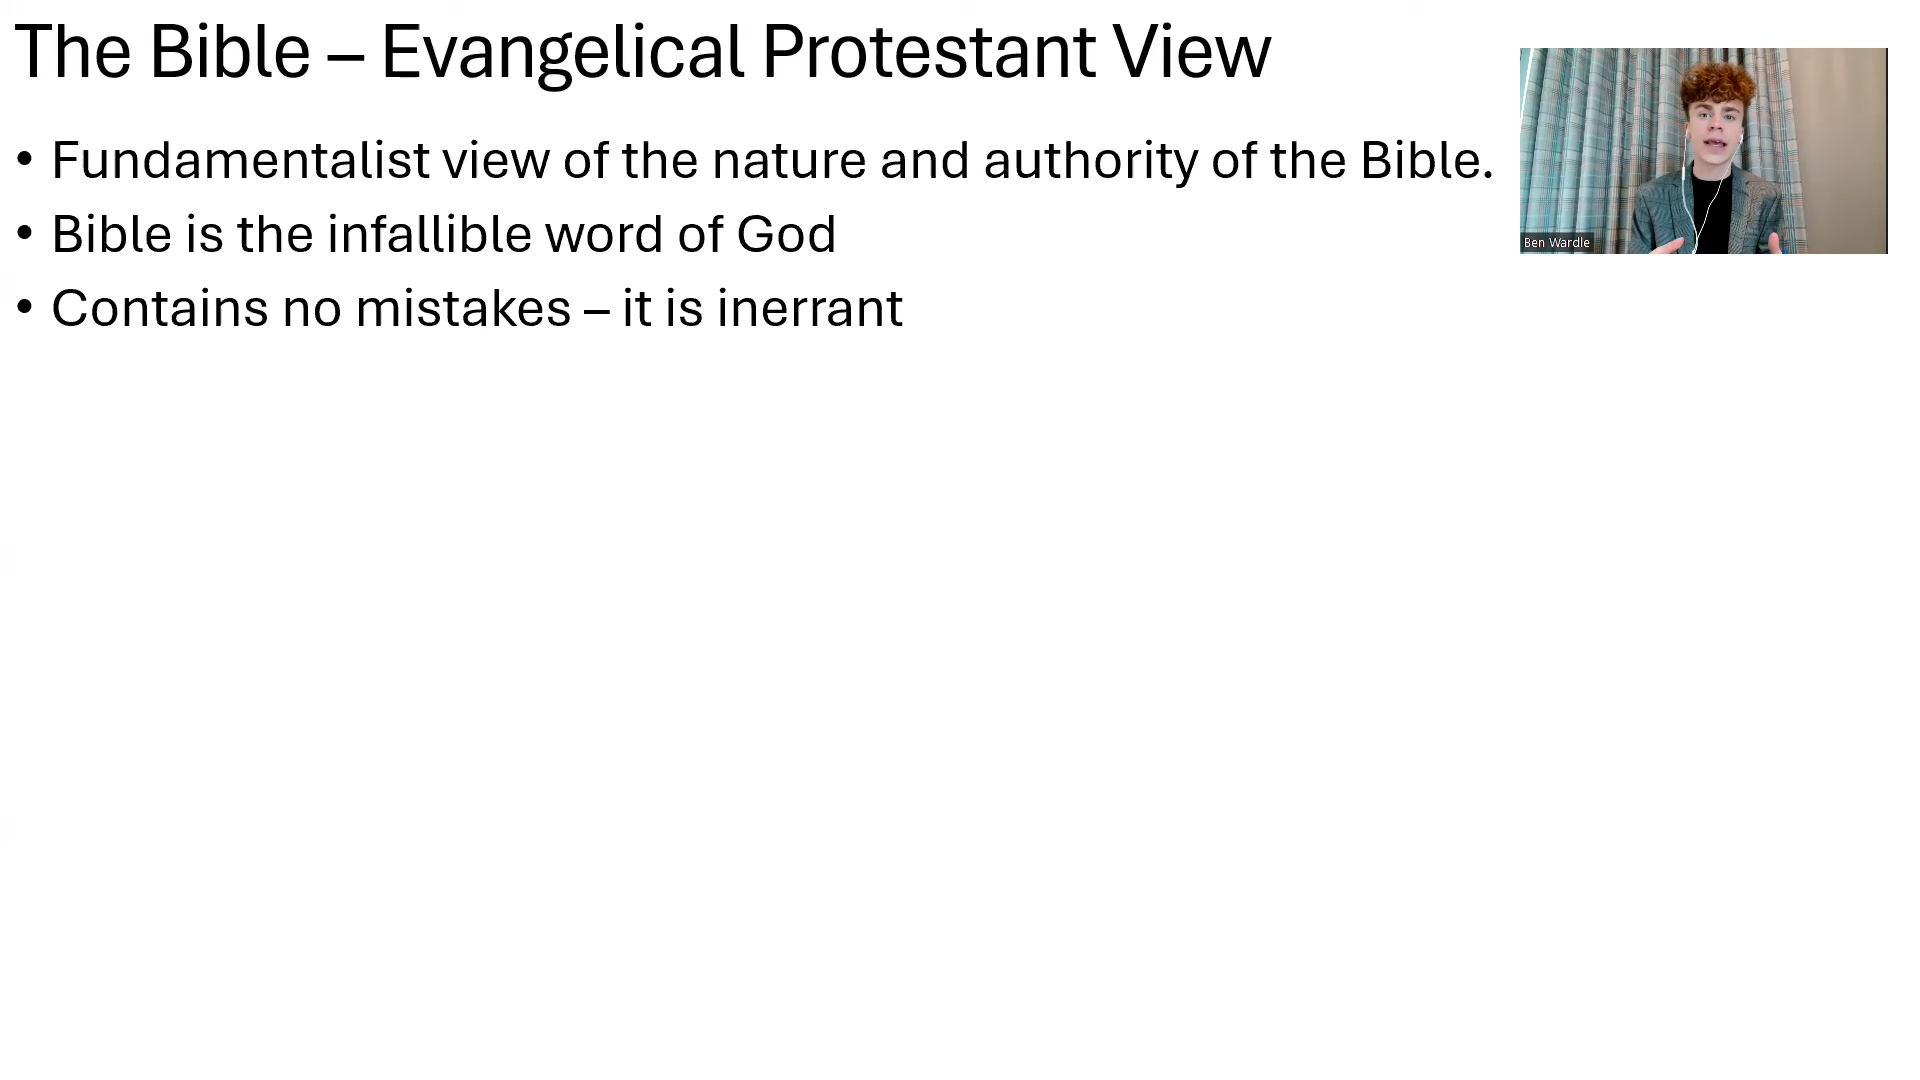 The Bible – Evangelical Protestant View
• Fundamentalist view of the nature and authority of the Bible.
• Bible is the infallible word of God
• Contains no mistakes – it is inerrant
Ben Wardle